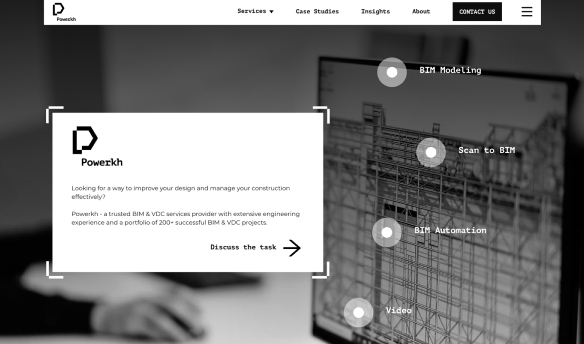 Powerkh
Services ▼
Case Studies
Insights
About
CONTACT US
BIM Modeling
Scan to BIM
Powerkh
Looking for a way to improve your design and manage your construction
effectively?
Powerkh - a trusted BIM & VDC services provider with extensive engineering
experience and a portfolio of 200+ successful BIM & VDC projects.
BIM Automation
Discuss the task
Video